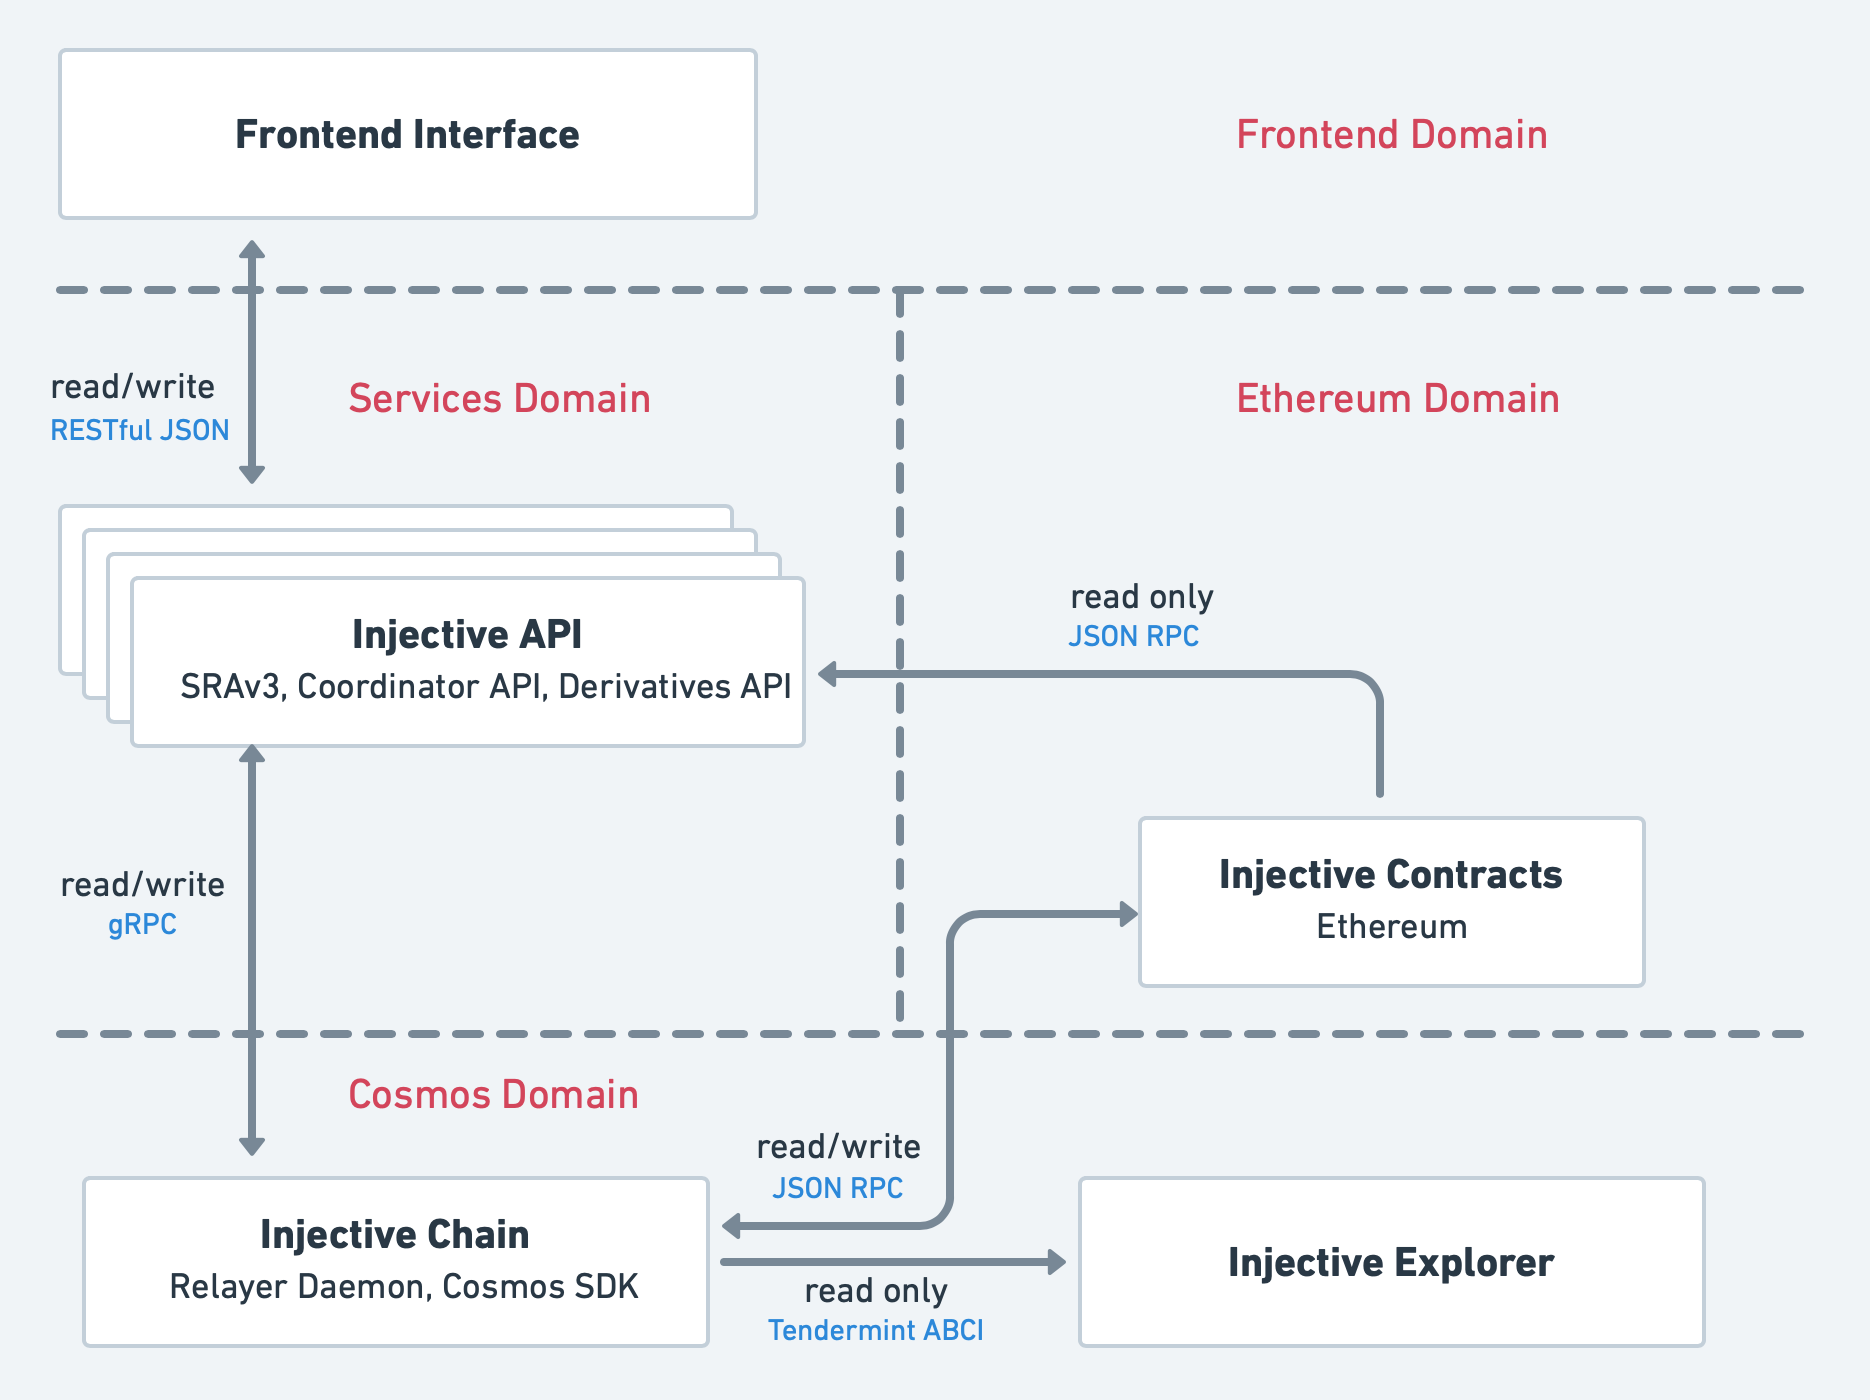 Frontend Interface
Frontend Domain
read/write
RESTful JSON
Services Domain
Ethereum Domain
Injective API
SRAv3, Coordinator API, Derivatives API
read only
JSON RPC
read/write
gRPC
Injective Contracts
Ethereum
Cosmos Domain
read/write
JSON RPC
Injective Chain
Relayer Daemon, Cosmos SDK
read only
Tendermint ABCI
Injective Explorer